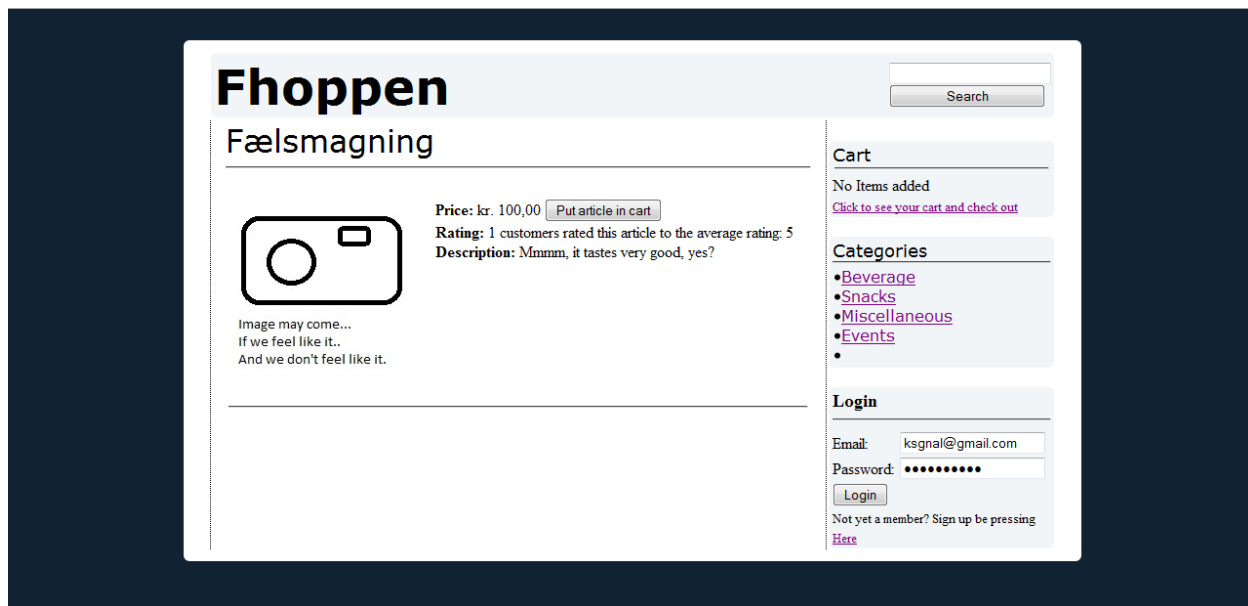 Fhoppen
Search
Fælsmagning
Price: kr. 100,00 Put article in cart
Rating: 1 customers rated this article to the average rating: 5
Description: Mmmm, it tastes very good, yes?
Image may come...
If we feel like it..
And we don't feel like it.
Cart
No Items added
Click to see your cart and check out
Categories
•Beverage
•Snacks
•Miscellaneous
•Events
•
Login
Email: ksgnal@gmail.com
Password: ••••••••••
Login
Not yet a member? Sign up be pressing
Here